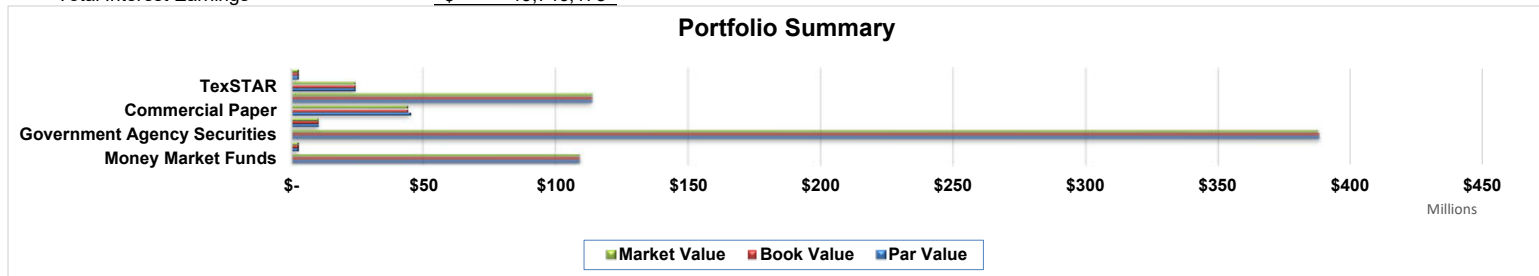 Portfolio Summary
TexSTAR
Commercial Paper
Government Agency Securities
Money Market Funds
$- $50 $100 $150 $200 $250 $300 $350 $400 $450
Millions
Market Value Book Value Par Value